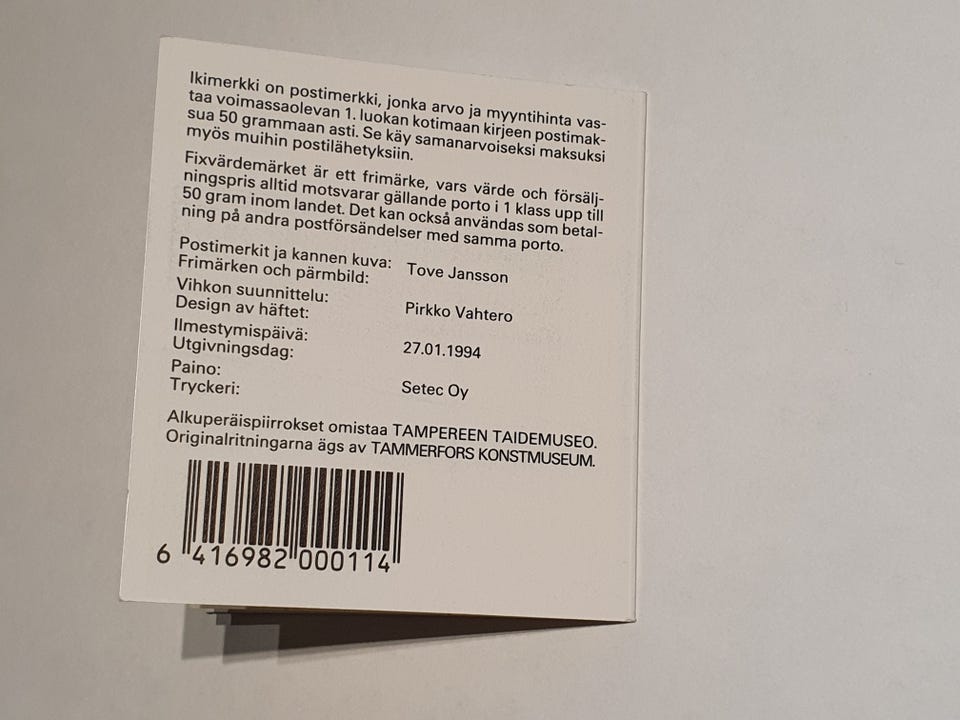 Ikimerkki on postimerkki, jonka arvo ja myyntihinta vas-
taa voimassaolevan 1. luokan kotimaan kirjeen postimak-
sua 50 grammaan asti. Se käy samanarvoiseksi maksuksi
myös muihin postilähetyksiin.
Fixvärdemärket är ett frimärke, vars värde och försälj-
ningspris alltid motsvarar gällande porto i 1 klass upp till
50 gram inom landet. Det kan också användas som betal-
ning på andra postförsändelser med samma porto.
Postimerkit ja kannen kuva:
Frimärken och pärmbild: Tove Jansson
Vihkon suunnittelu:
Design av häftet: Pirkko Vahtero
Ilmestymispäivä:
Utgivningsdag: 27.01.1994
Paino:
Tryckeri: Setec Oy
Alkuperäispiirrokset omistaa TAMPEREEN TAIDEMUSEO.
Originalritningarna ägs av TAMMERFORS KONSTMUSEUM.
6 416982 000114